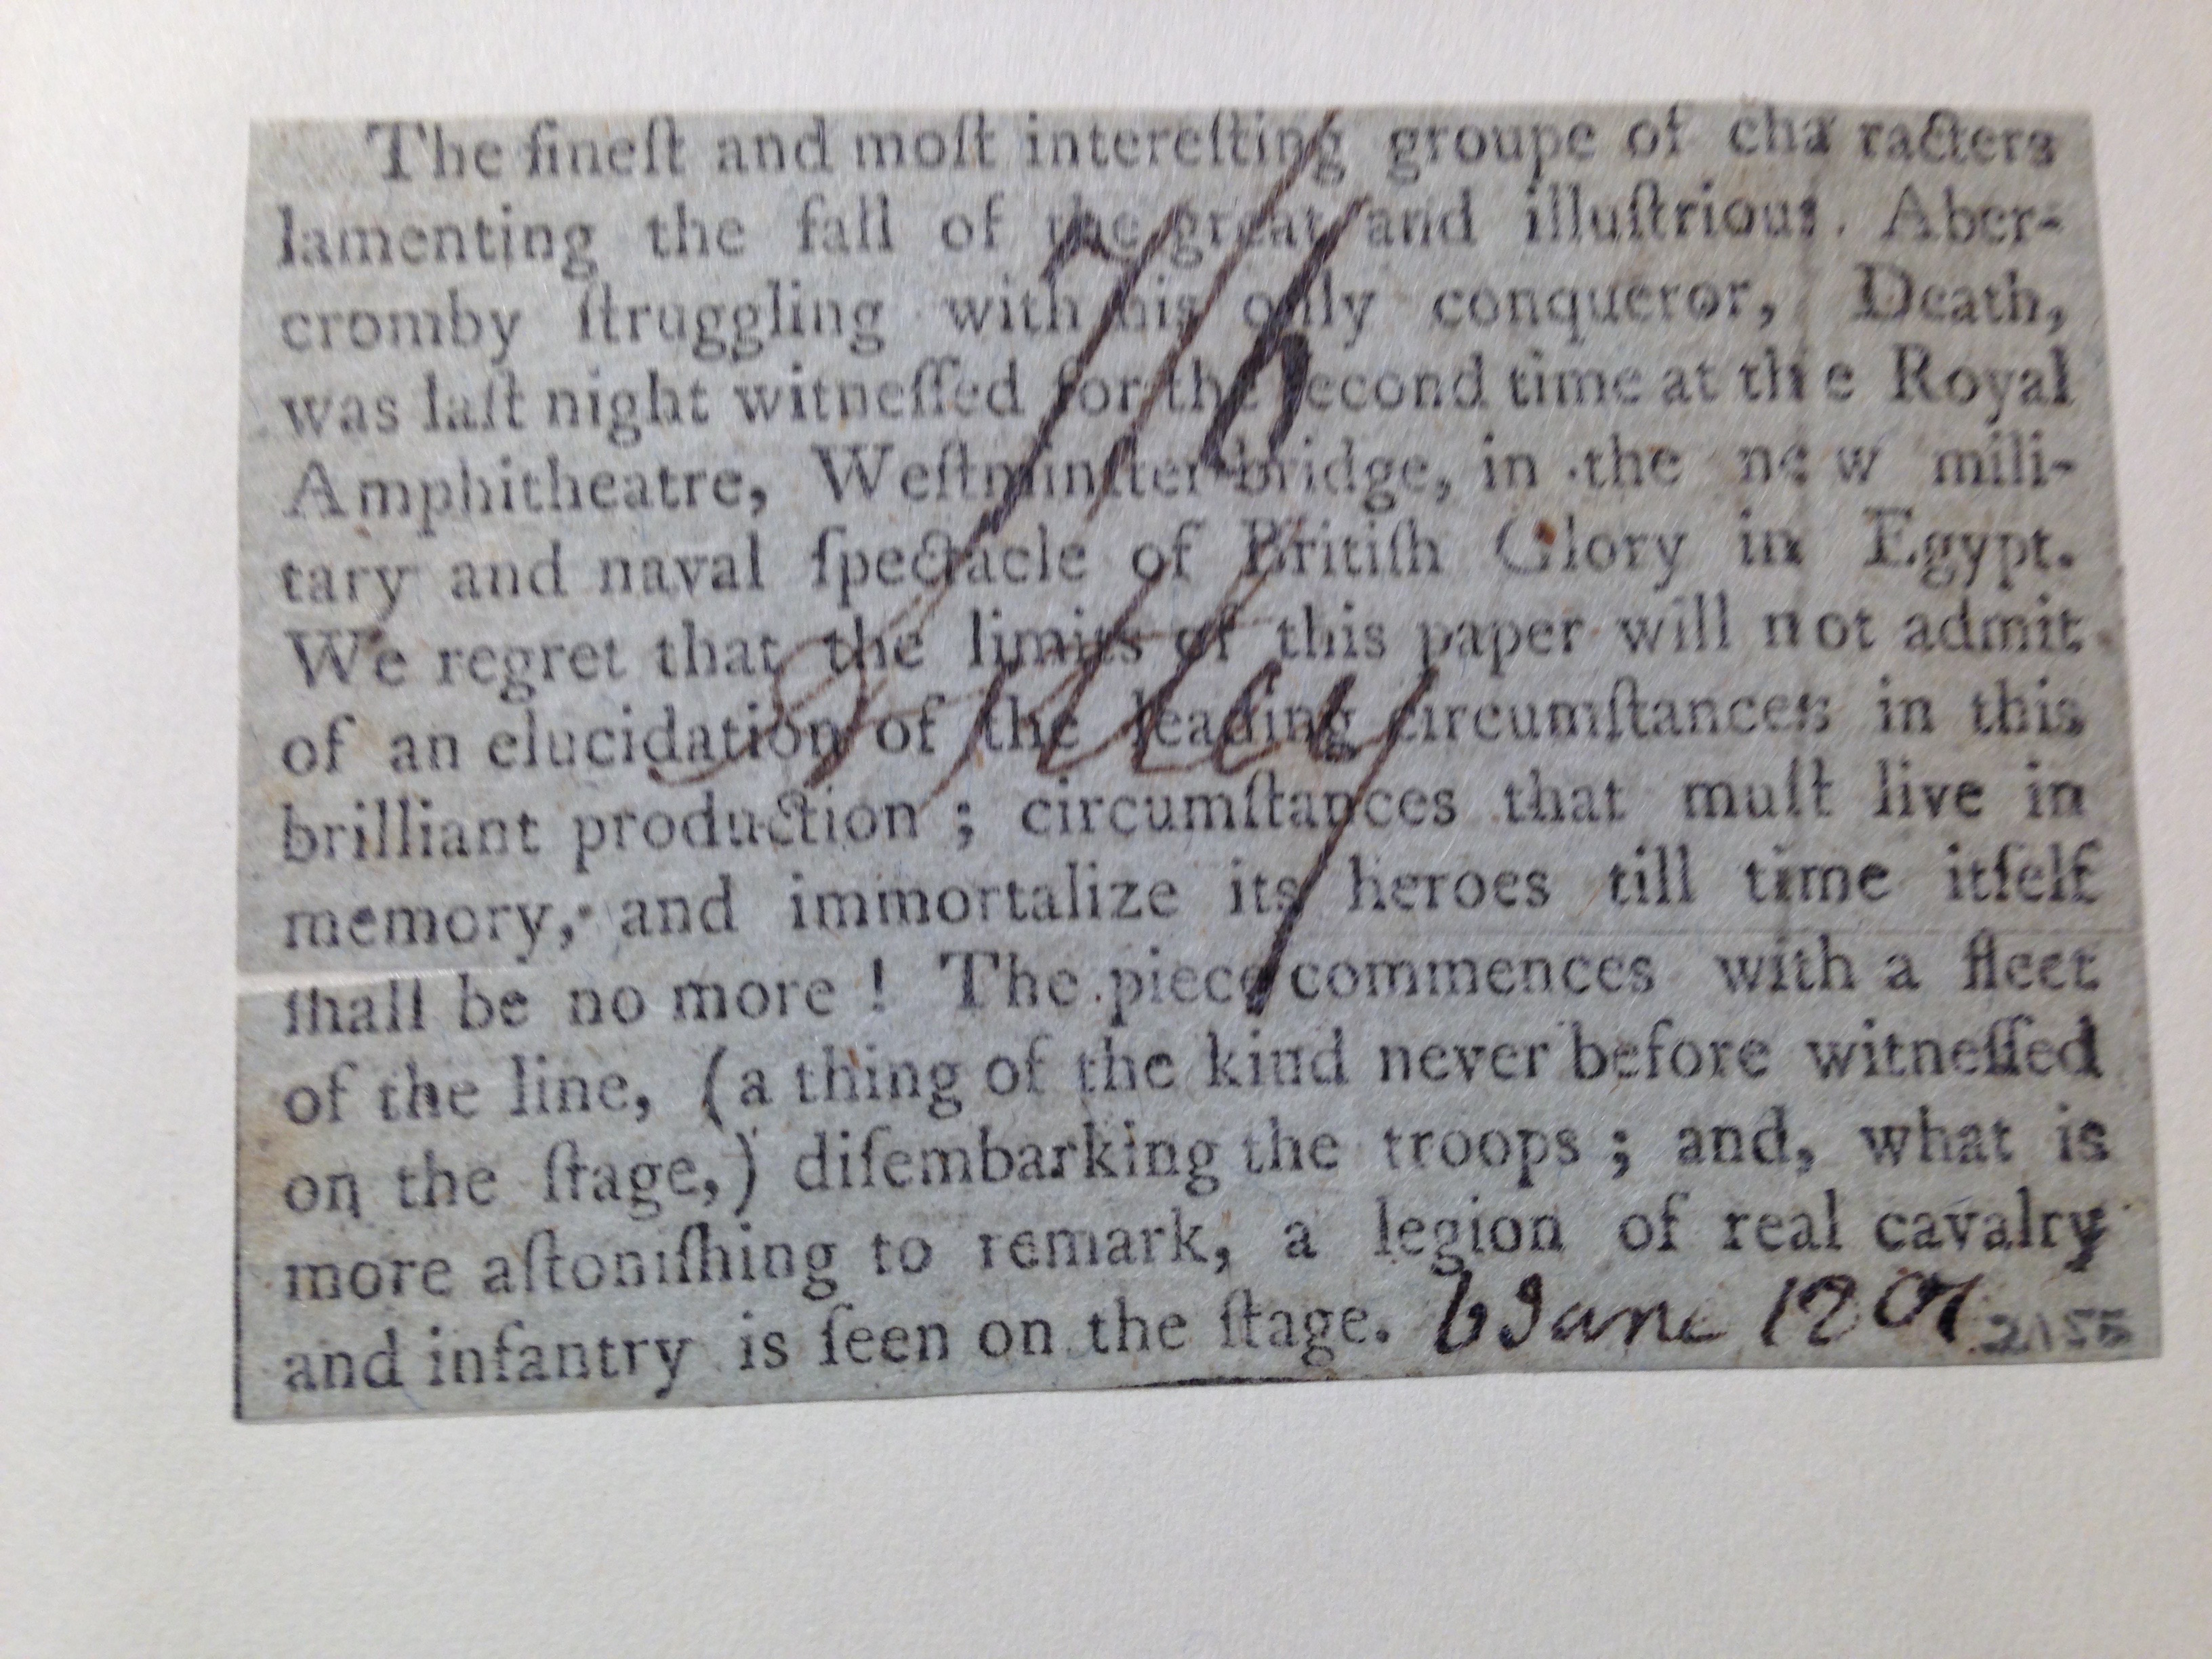 The fineſt and moſt intereſting groupe of characters
lamenting the fall of the great and illuſtrious Aber-
cromby ſtruggling with his only conqueror, Death,
was laſt night witneſſed for the ſecond time at the Royal
Amphitheatre, Weſtminſter-bridge, in the new mili-
tary and naval ſpectacle of Britiſh Glory in Egypt.
We regret that the limits of this paper will not admit
of an elucidation of the leading circumſtances in this
brilliant production ; circumſtances that muſt live in
memory, and immortalize its heroes till time itſelf
ſhall be no more ! The piece commences with a fleet
of the line, (a thing of the kind never before witneſſed
on the ſtage,) diſembarking the troops ; and, what is
more aſtoniſhing to remark, a legion of real cavalry
and infantry is ſeen on the ſtage. 6 June 1801